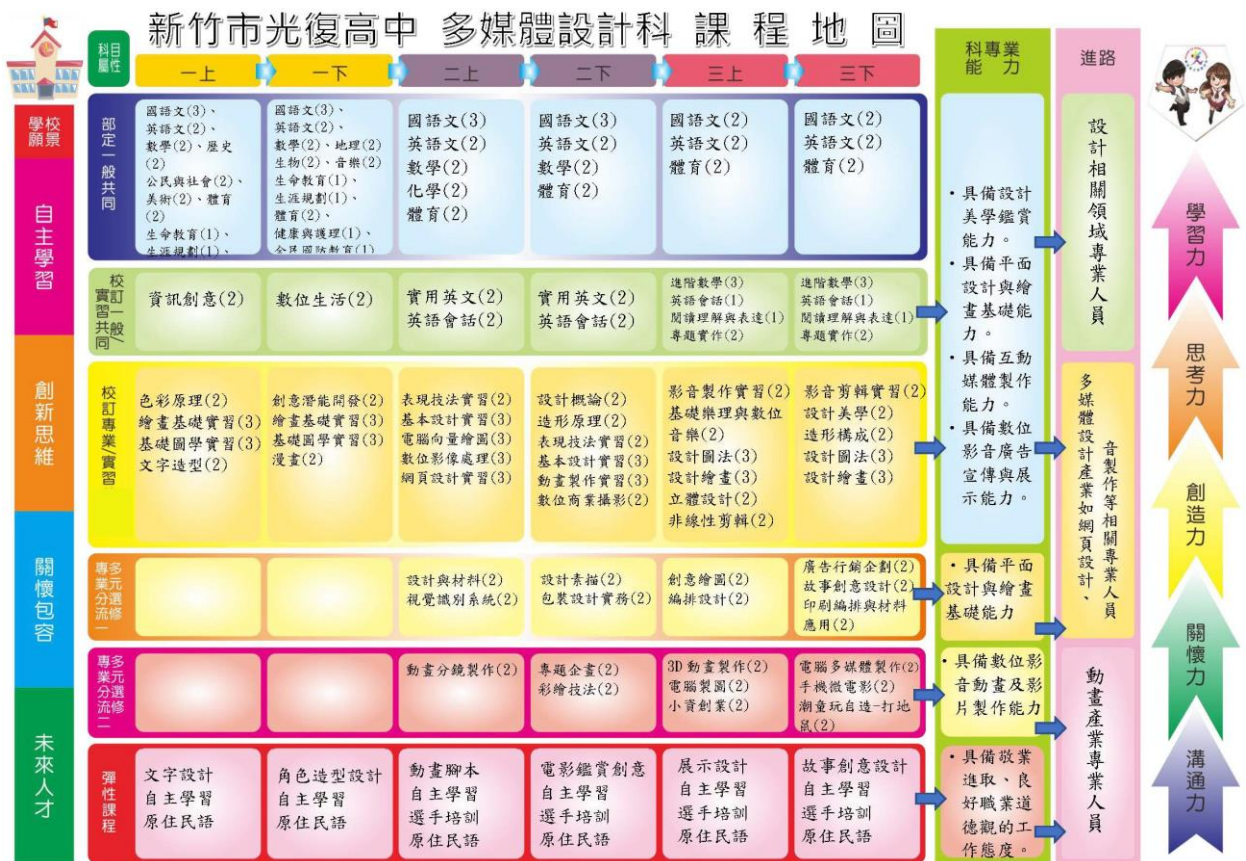 新竹市光復高中 多媒體設計科 課 程 地 圖
科目
屬性
一上
一下
二上
二下
三上
三下
科專業
能 力
進路
學校
願景
自主學習
創新思維
關懷包容
未來人才
部定一般共同
國語文(3)、
英語文(2)、
數學(2)、歷史
(2)
公民與社會(2)、
美術(2)、體育
(2)
生命教育(1)、
生涯規劃(1)、
國語文(3)、
英語文(2)、
數學(2)、地理(2)
生物(2)、音樂(2)
生命教育(1)、
生涯規劃(1)、
體育(2)、
健康與護理(1)、
全民國防教育(1)
國語文(3)
英語文(2)
數學(2)
化學(2)
體育(2)
國語文(3)
英語文(2)
數學(2)
體育(2)
國語文(2)
英語文(2)
體育(2)
國語文(2)
英語文(2)
體育(2)
校訂一般/
實習共同
資訊創意(2)
數位生活(2)
實用英文(2)
英語會話(2)
實用英文(2)
英語會話(2)
進階數學(3)
英語會話(1)
閱讀理解與表達(1)
專題實作(2)
進階數學(3)
英語會話(1)
閱讀理解與表達(1)
專題實作(2)
校訂專業/實習
色彩原理(2)
繪畫基礎實習(3)
基礎圖學實習(3)
文字造型(2)
創意潛能開發(2)
繪畫基礎實習(3)
基礎圖學實習(3)
漫畫(2)
表現技法實習(2)
基本設計實習(3)
電腦向量繪圖(3)
數位影像處理(3)
網頁設計實習(3)
設計概論(2)
造形原理(2)
表現技法實習(2)
基本設計實習(3)
動畫製作實習(3)
數位商業攝影(2)
影音製作實習(2)
基礎樂理與數位
音樂(2)
設計圖法(3)
設計繪畫(3)
立體設計(2)
非線性剪輯(2)
影音剪輯實習(2)
設計美學(2)
造形構成(2)
設計圖法(3)
設計繪畫(3)
多元選修
專業分流一
設計與材料(2)
視覺識別系統(2)
設計素描(2)
包裝設計實務(2)
創意繪圖(2)
編排設計(2)
廣告行銷企劃(2)
故事創意設計(2)
印刷編排與材料
應用(2)
多元選修
專業分流二
動畫分鏡製作(2)
專題企畫(2)
彩繪技法(2)
3D動畫製作(2)
電腦製圖(2)
小資創業(2)
電腦多媒體製作(2)
手機微電影(2)
潮童玩自造-打地
鼠(2)
彈性課程
文字設計
自主學習
原住民語
角色造型設計
自主學習
原住民語
動畫腳本
自主學習
選手培訓
原住民語
電影鑑賞創意
自主學習
選手培訓
原住民語
展示設計
自主學習
選手培訓
原住民語
故事創意設計
自主學習
選手培訓
原住民語
•具備設計
美學鑑賞
能力。
•具備平面
設計與繪
畫基礎能
力。
•具備互動
媒體製作
能力。
•具備數位
影音廣告
宣傳與展
示能力。
•具備平面
設計與繪畫
基礎能力
•具備數位影
音動畫及影
片製作能力
•具備敬業
進取、良
好職業道
德觀的工
作態度。
設計相關領域專業人員
多媒體設計產業如網頁設計、
音製作等相關專業人員
動畫產業專業人員
學習力
思考力
創造力
關懷力
溝通力